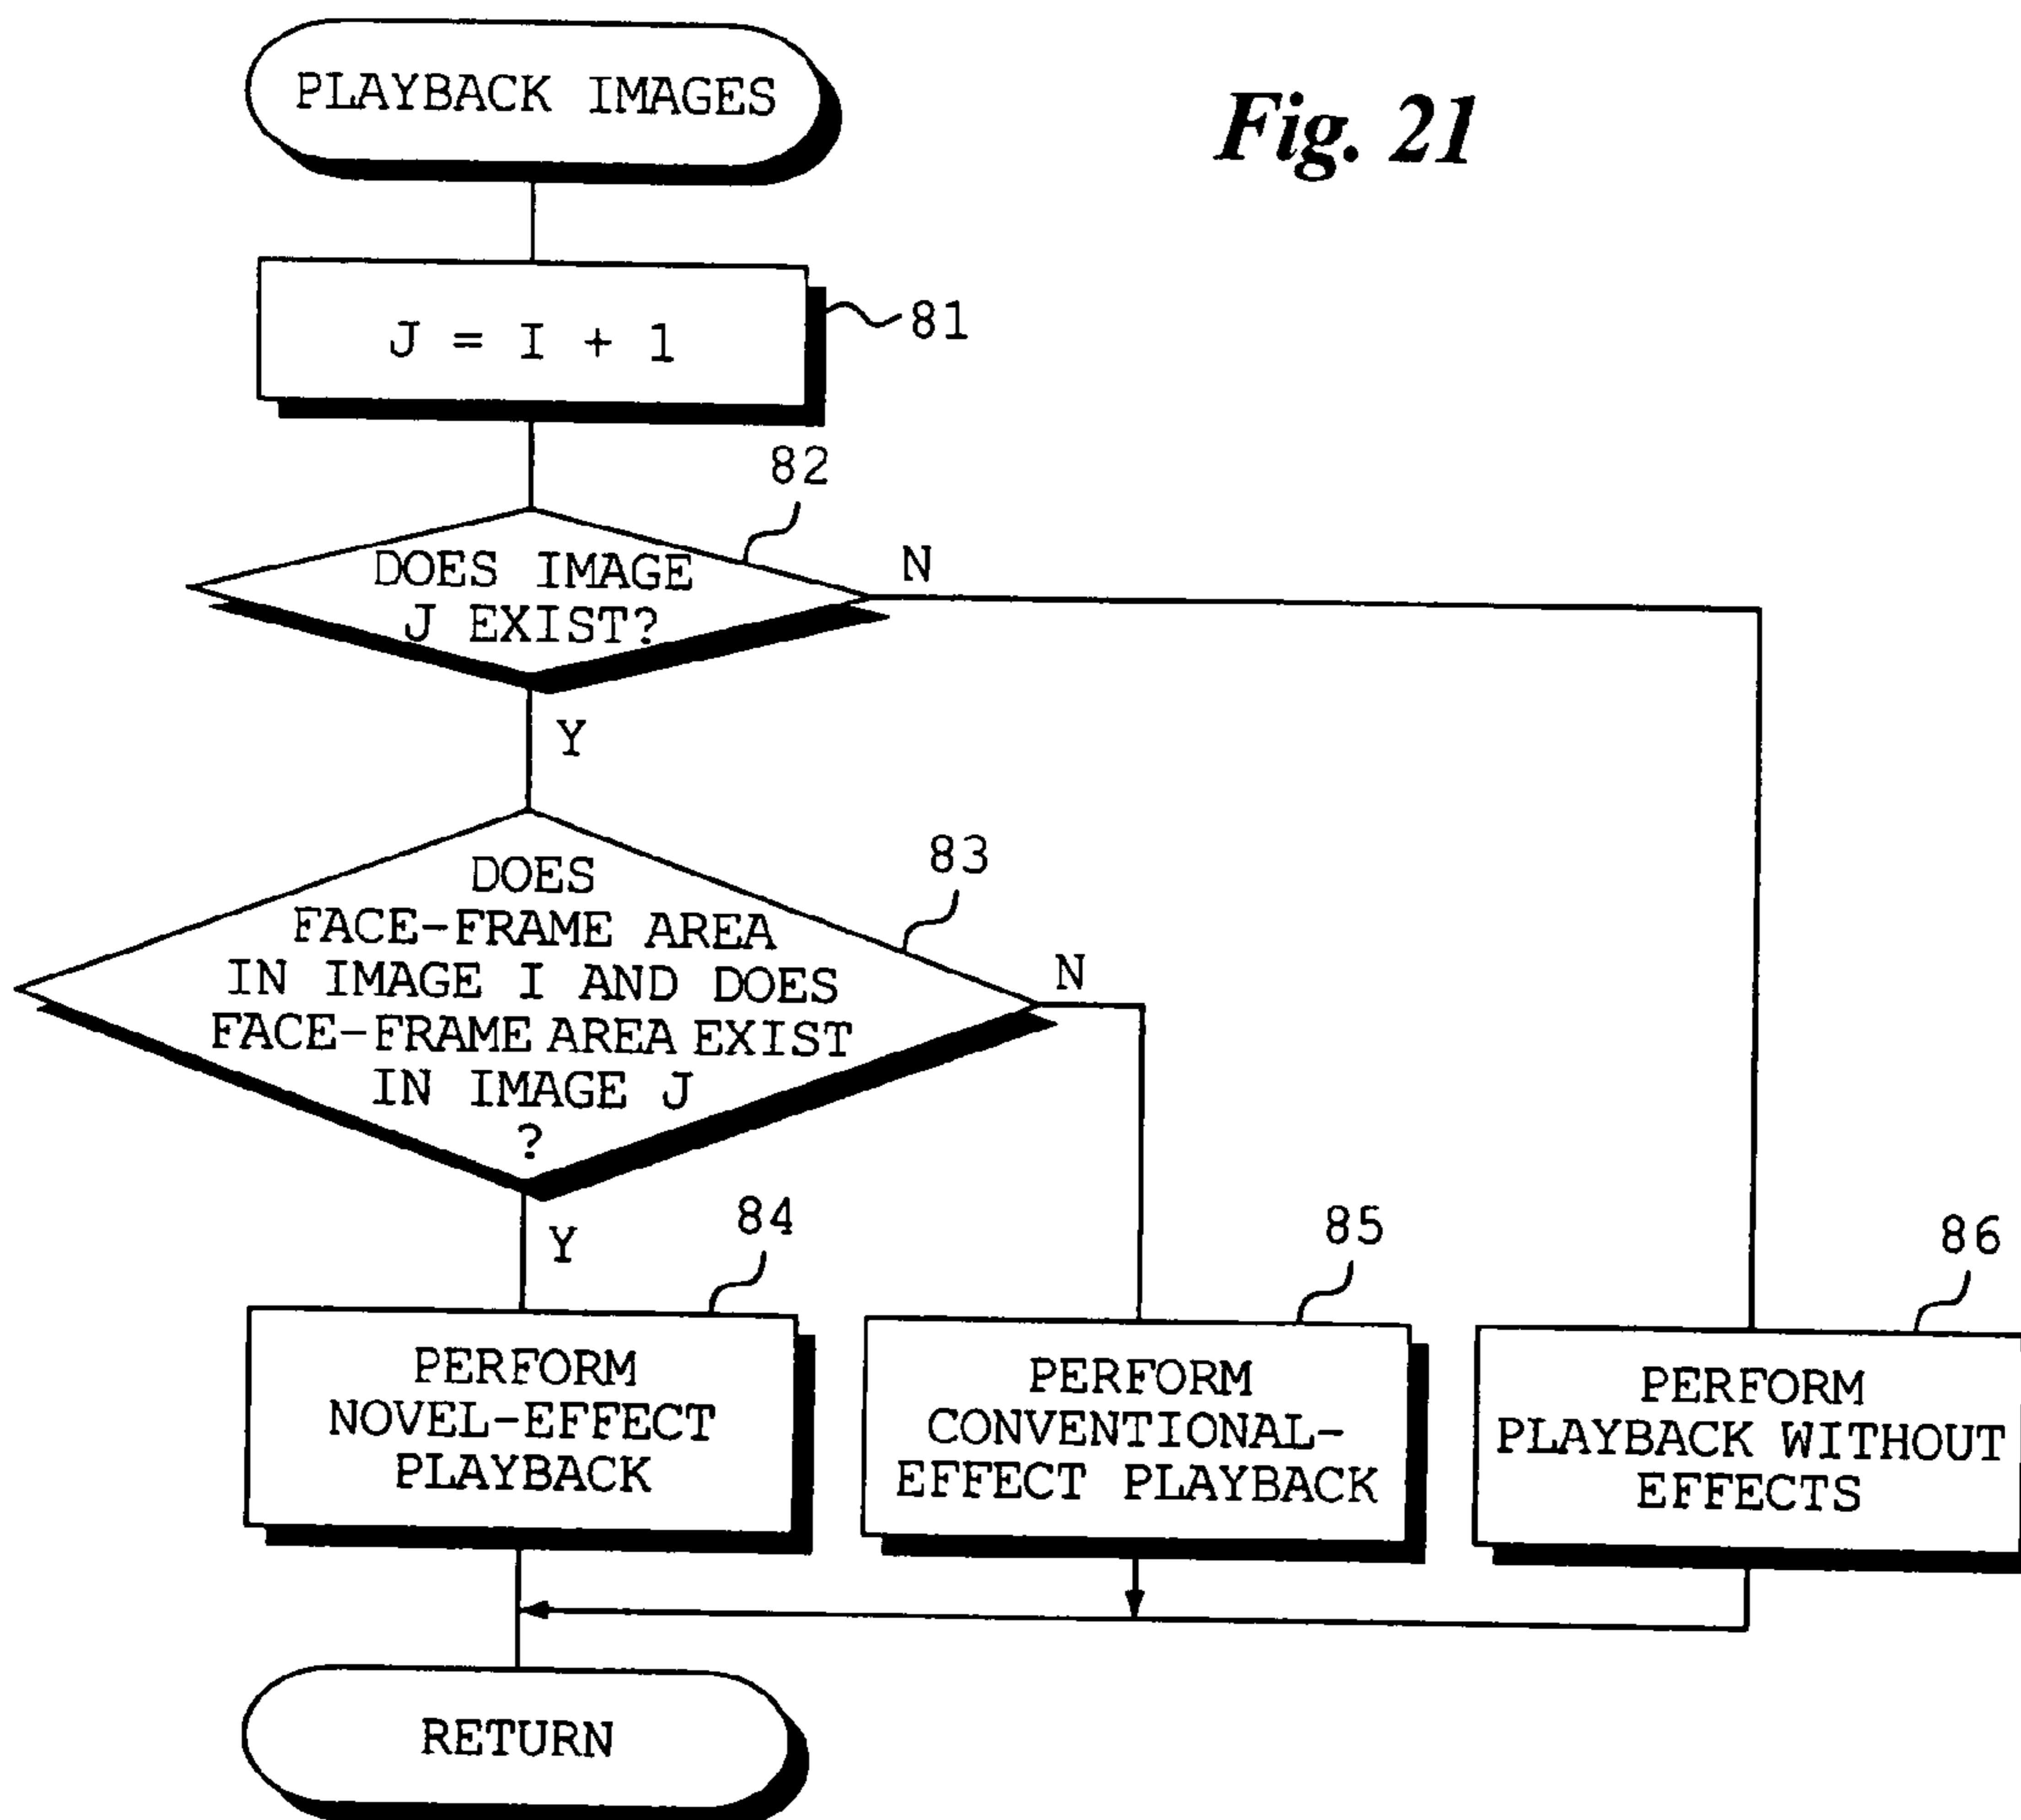 PLAYBACK IMAGES
Fig. 21
J = I + 1
81
82
DOES IMAGE
J EXIST?
N
Y
83
DOES
FACE-FRAME AREA
IN IMAGE I AND DOES
FACE-FRAME AREA EXIST
IN IMAGE J
?
N
Y
84
PERFORM
NOVEL-EFFECT
PLAYBACK
85
PERFORM
CONVENTIONAL-
EFFECT PLAYBACK
86
PERFORM
PLAYBACK WITHOUT
EFFECTS
RETURN